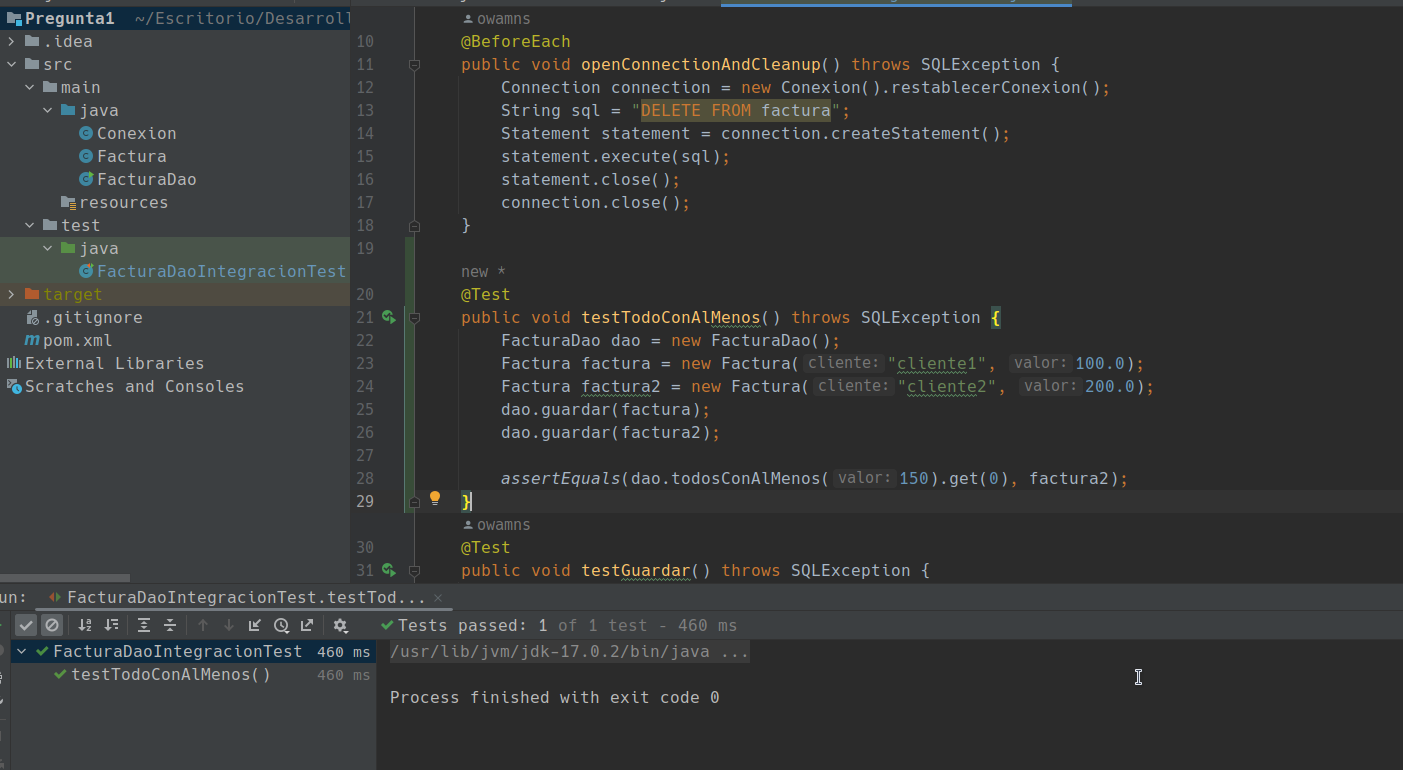 Pregunta1 ~/Escritorio/Desarroll
.idea
src
main
java
Conexion
Factura
FacturaDao
resources
test
java
FacturaDaoIntegracionTest
target
.gitignore
pom.xml
External Libraries
Scratches and Consoles
owamns
10 @BeforeEach
11 public void openConnectionAndCleanup() throws SQLException {
12 Connection connection = new Conexion().restablecerConexion();
13 String sql = "DELETE FROM factura";
14 Statement statement = connection.createStatement();
15 statement.execute(sql);
16 statement.close();
17 connection.close();
18 }
19
new *
20 @Test
21 public void testTodoConAlMenos() throws SQLException {
22 FacturaDao dao = new FacturaDao();
23 Factura factura = new Factura( cliente: "cliente1", valor: 100.0);
24 Factura factura2 = new Factura( cliente: "cliente2", valor: 200.0);
25 dao.guardar(factura);
26 dao.guardar(factura2);
27
28 assertEquals(dao.todosConAlMenos( valor: 150).get(0), factura2);
29 }
owamns
30 @Test
31 public void testGuardar() throws SQLException {
un: FacturaDaoIntegracionTest.testTod... ×
Tests passed: 1 of 1 test - 460 ms
FacturaDaoIntegracionTest 460 ms
testTodoConAlMenos() 460 ms
/usr/lib/jvm/jdk-17.0.2/bin/java ...
Process finished with exit code 0